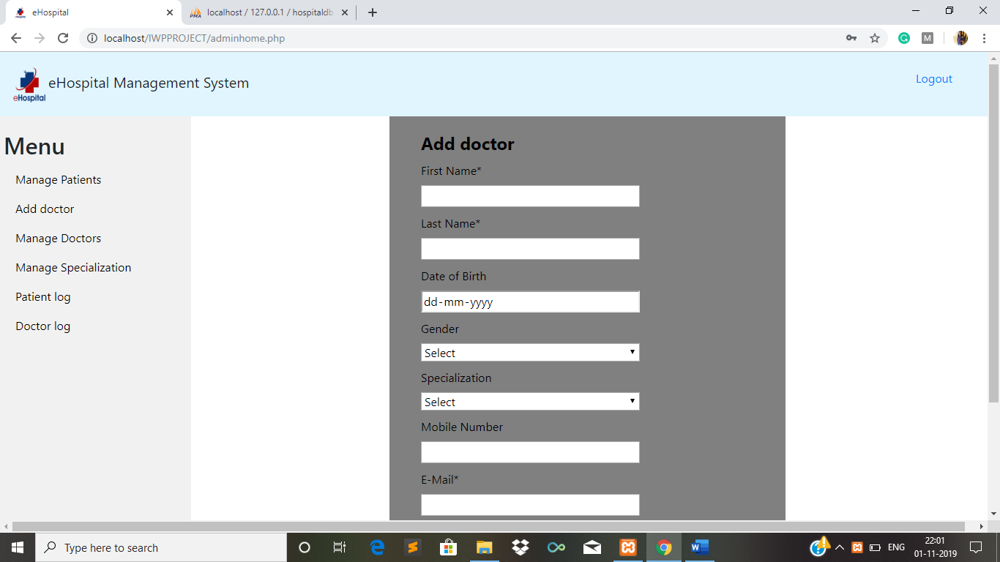 eHospital
localhost / 127.0.0.1 / hospitaldb
localhost/IWPPROJECT/adminhome.php
M
eHospital
eHospital Management System
Logout
Menu
Manage Patients
Add doctor
Manage Doctors
Manage Specialization
Patient log
Doctor log
Add doctor
First Name*
Last Name*
Date of Birth
dd-mm-yyyy
Gender
Select
Specialization
Select
Mobile Number
E-Mail*
Type here to search
ENG
22:01
01-11-2019